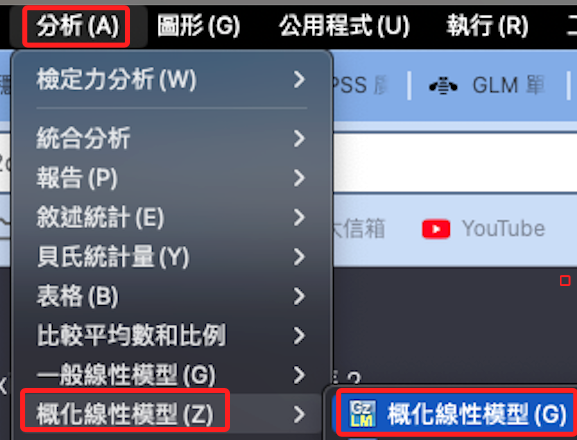 分析 (A) 圖形 (G) 公用程式 (U) 執行 (R)
檢定力分析 (W)
PSS GLM 單
統合分析
報告 (P)
敘述統計 (E)
大信箱 YouTube
貝氏統計量 (Y)
表格 (B)
比較平均數和比例
一般線性模型 (G)
概化線性模型 (Z)
GZLM 概化線性模型 (G)